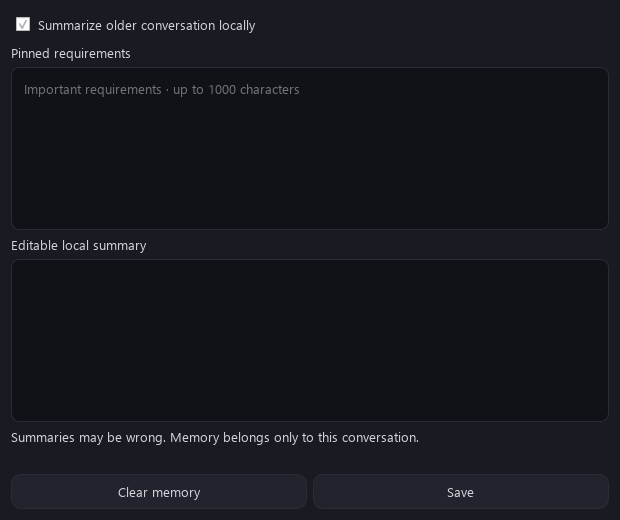 Summarize older conversation locally
Pinned requirements
Important requirements · up to 1000 characters
Editable local summary
Summaries may be wrong. Memory belongs only to this conversation.
Clear memory
Save